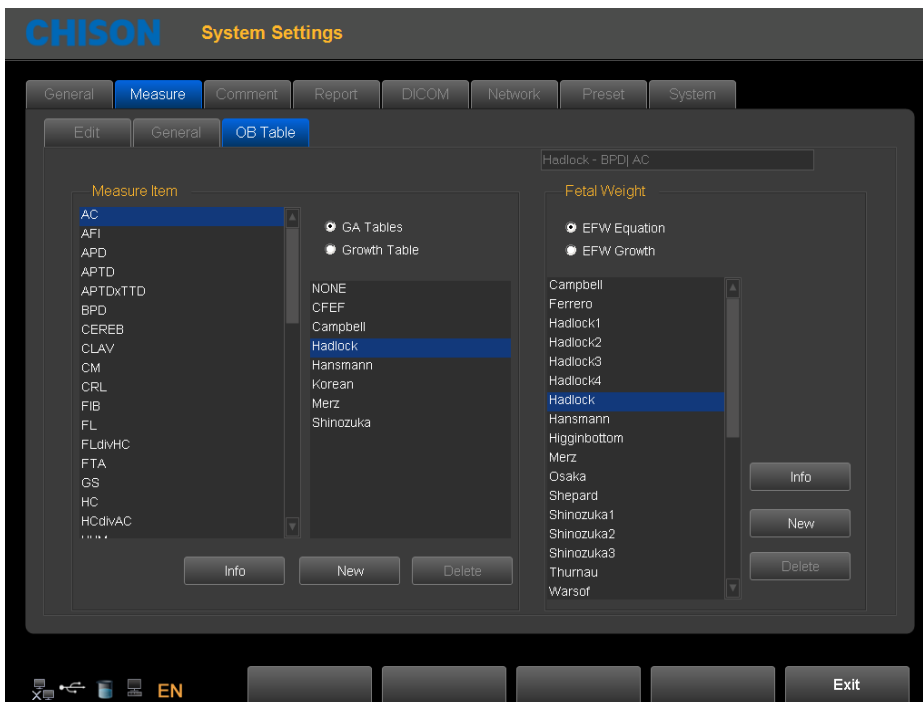 CHISON System Settings
General Measure Comment Report DICOM Network Preset System
Edit General OB Table
Hadlock - BPD| AC
Measure Item
AC
AFI
APD
APTD
APTDxTTD
BPD
CEREB
CLAV
CM
CRL
FIB
FL
FLdivHC
FTA
GS
HC
HCdivAC
GA Tables
Growth Table
NONE
CFEF
Campbell
Hadlock
Hansmann
Korean
Merz
Shinozuka
Info New Delete
Fetal Weight
EFW Equation
EFW Growth
Campbell
Ferrero
Hadlock1
Hadlock2
Hadlock3
Hadlock4
Hadlock
Hansmann
Higginbottom
Merz
Osaka
Shepard
Shinozuka1
Shinozuka2
Shinozuka3
Thurnau
Warsof
Info
New
Delete
EN
Exit